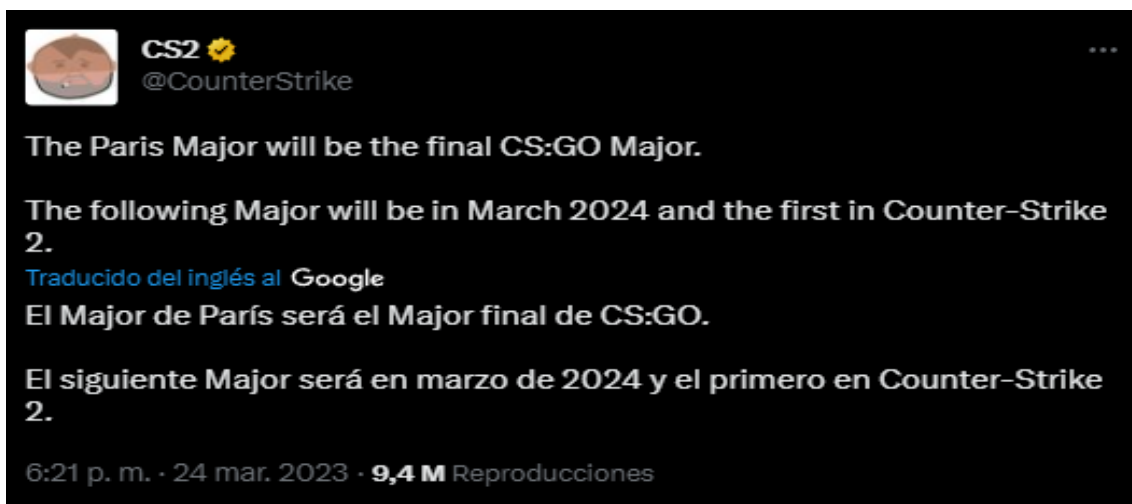 CS2
@CounterStrike
The Paris Major will be the final CS:GO Major.
The following Major will be in March 2024 and the first in Counter-Strike
2.
Traducido del inglés al Google
El Major de París será el Major final de CS:GO.
El siguiente Major será en marzo de 2024 y el primero en Counter-Strike
2.
6:21 p. m. · 24 mar. 2023 · 9,4 M Reproducciones